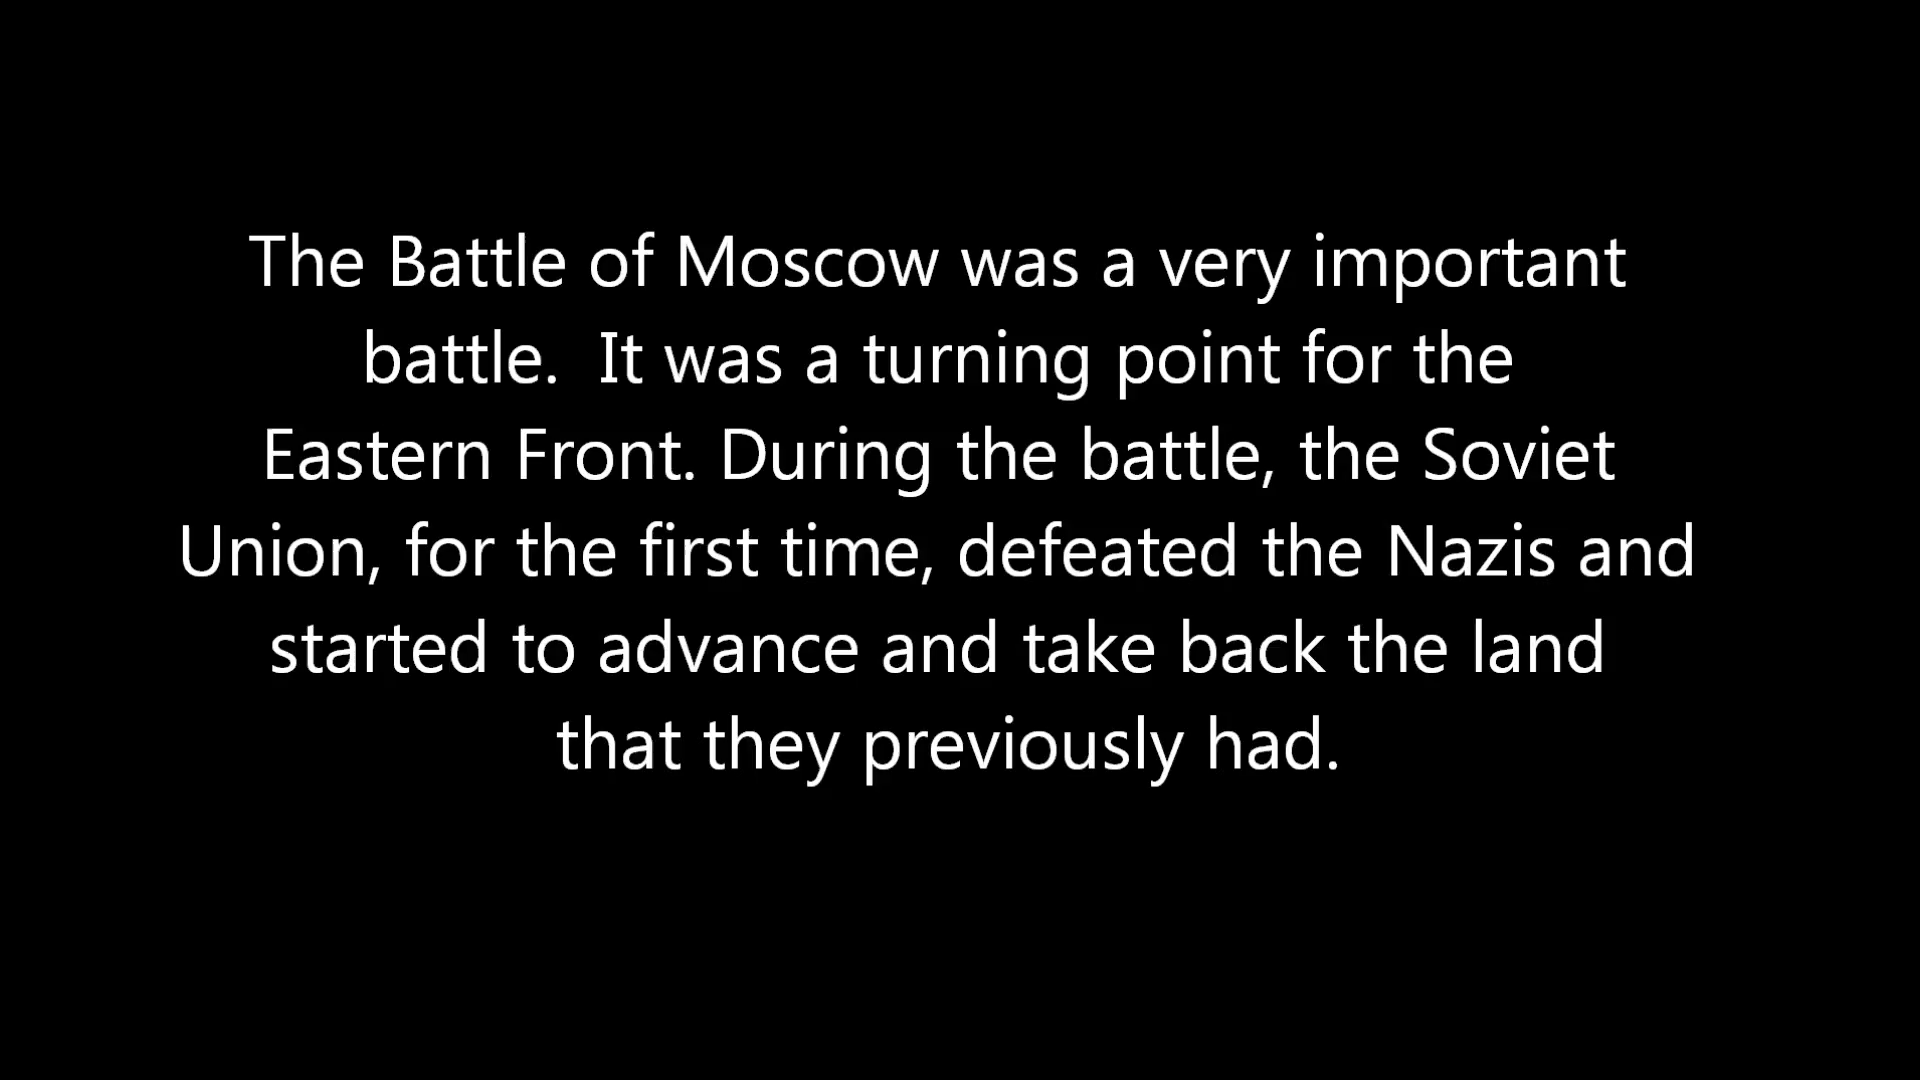 The Battle of Moscow was a very important
battle.  It was a turning point for the
Eastern Front. During the battle, the Soviet
Union, for the first time, defeated the Nazis and
started to advance and take back the land
that they previously had.